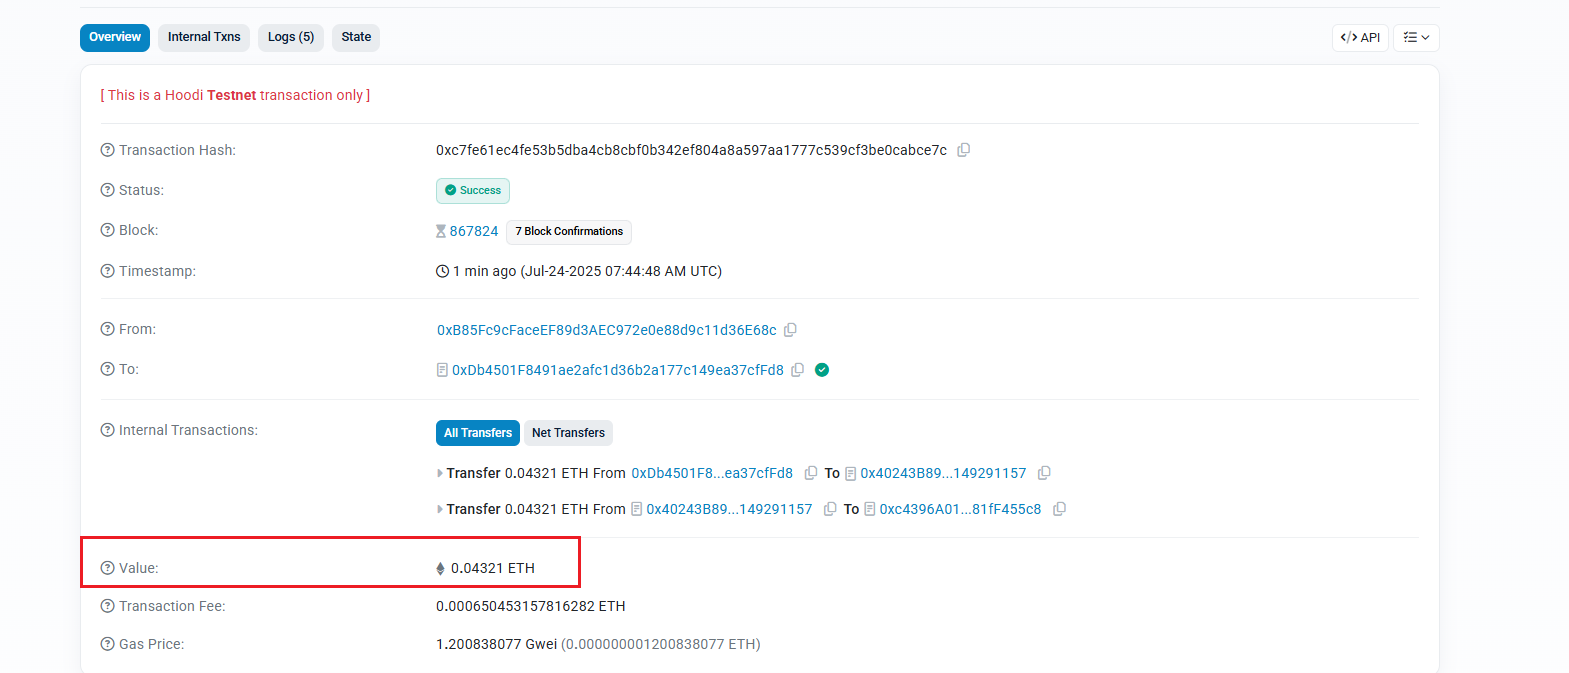 Overview Internal Txns Logs (5) State </> API
[ This is a Hoodi Testnet transaction only ]
Transaction Hash: 0xc7fe61ec4fe53b5dba4cb8cbf0b342ef804a8a597aa1777c539cf3be0cabce7c
Status: Success
Block: 867824 7 Block Confirmations
Timestamp: 1 min ago (Jul-24-2025 07:44:48 AM UTC)
From: 0xB85Fc9cFaceEF89d3AEC972e0e88d9c11d36E68c
To: 0xDb4501F8491ae2afc1d36b2a177c149ea37cfFd8
Internal Transactions: All Transfers Net Transfers
Transfer 0.04321 ETH From 0xDb4501F8...ea37cfFd8 To 0x40243B89...149291157
Transfer 0.04321 ETH From 0x40243B89...149291157 To 0xc4396A01...81fF455c8
Value: 0.04321 ETH
Transaction Fee: 0.000650453157816282 ETH
Gas Price: 1.200838077 Gwei (0.000000001200838077 ETH)